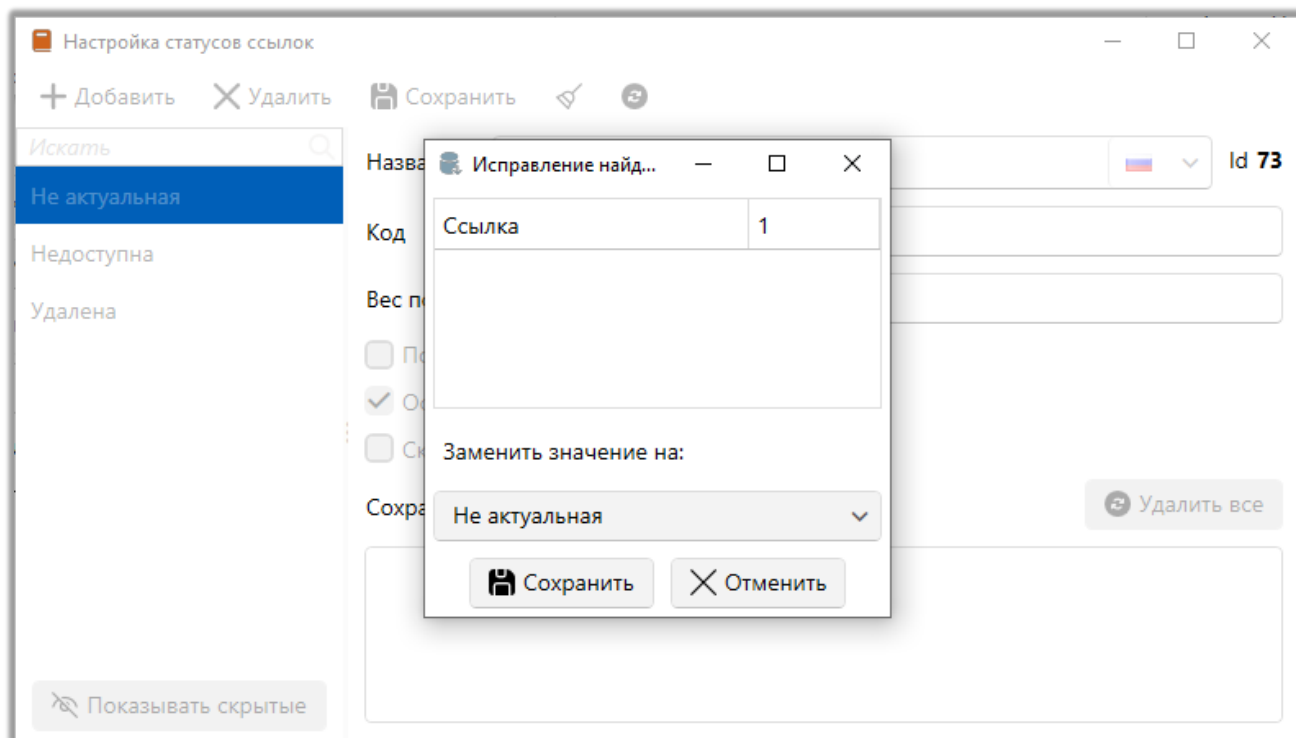 Настройка статусов ссылок
Добавить Удалить Сохранить
Искать
Не актуальная
Недоступна
Удалена
Показывать скрытые
Id 73
Код
Вес
Удалить все
Исправление найд...
Ссылка 1
Заменить значение на:
Не актуальная
Сохранить Отменить